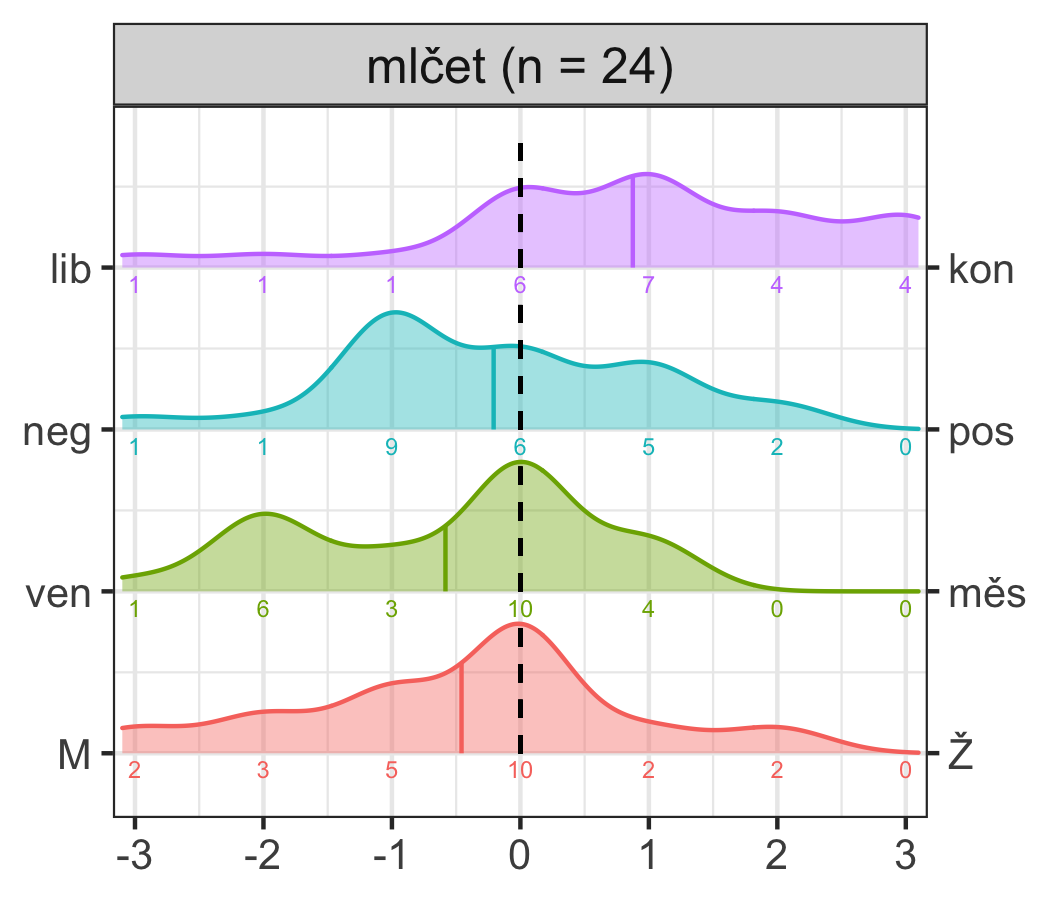 mlčet (n = 24)
lib kon
1 1 1 6 7 4 4
neg pos
1 1 9 6 5 2 0
ven měs
1 6 3 10 4 0 0
M Ž
2 3 5 10 2 2 0
-3 -2 -1 0 1 2 3